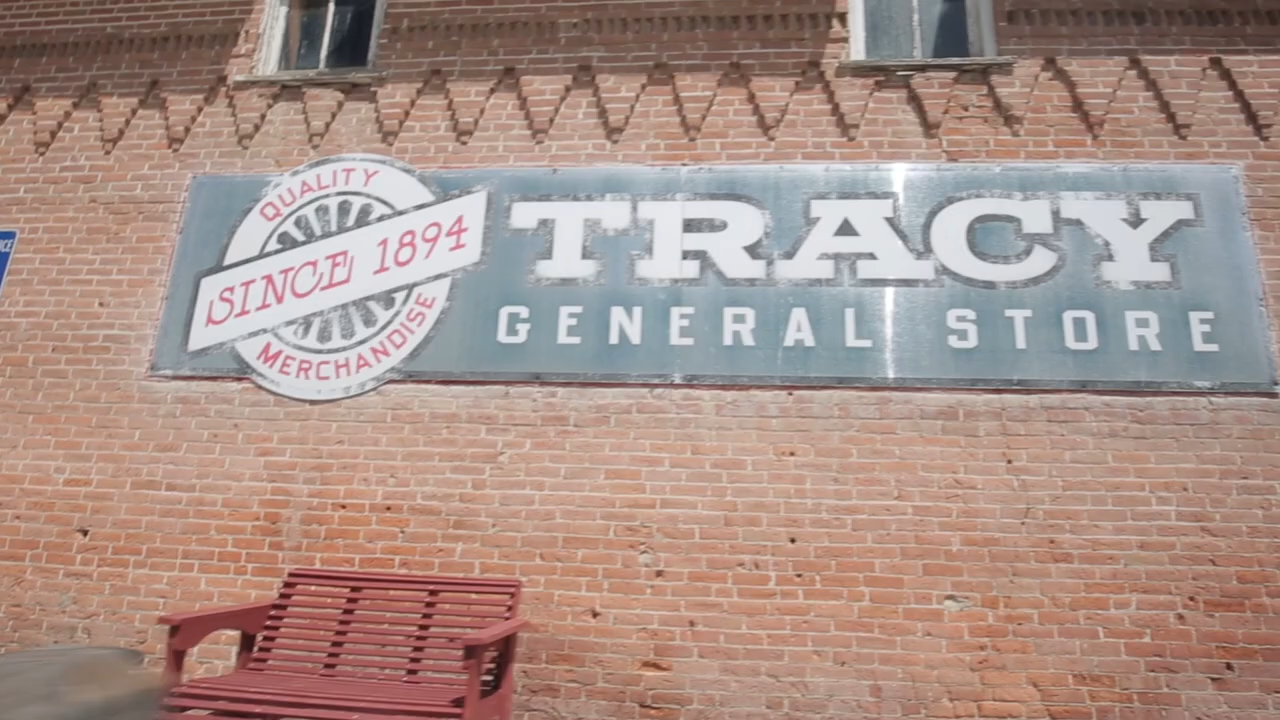 QUALITY
SINCE 1894
MERCHANDISE
TRACY
GENERAL STORE